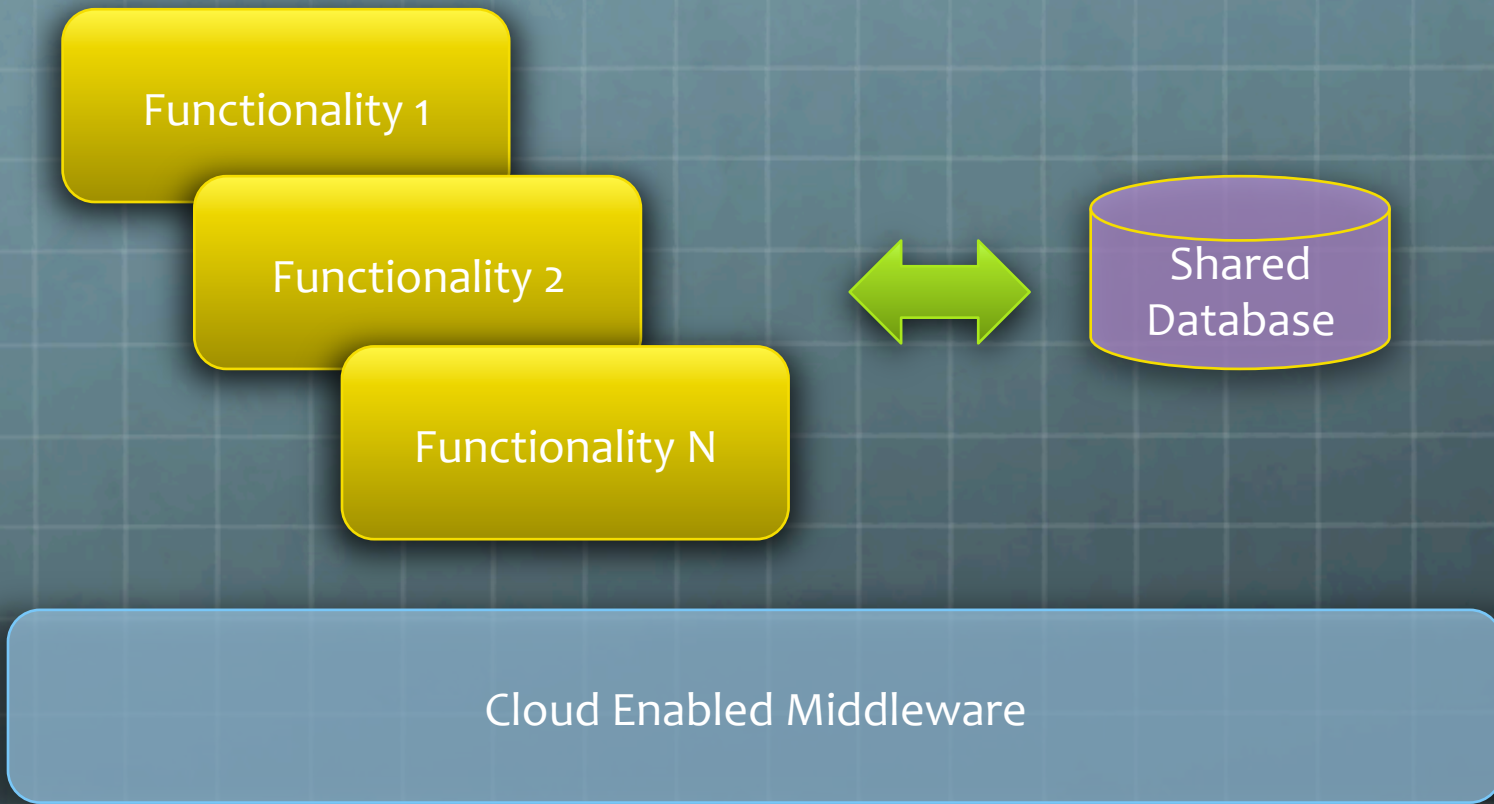 Functionality 1
Functionality 2
Functionality N
Shared
Database
Cloud Enabled Middleware